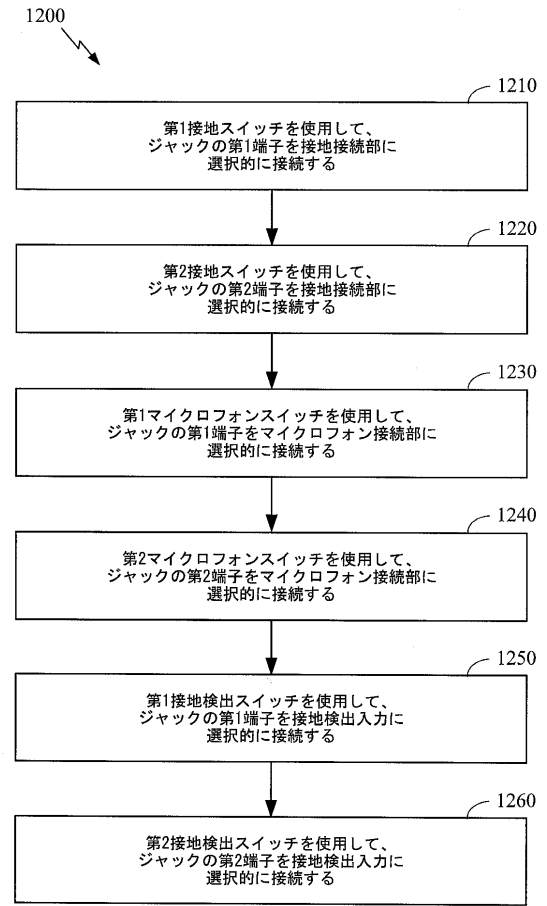 1200
1210
第1接地スイッチを使用して、
ジャックの第1端子を接地接続部に
選択的に接続する
1220
第2接地スイッチを使用して、
ジャックの第2端子を接地接続部に
選択的に接続する
1230
第1マイクロフォンスイッチを使用して、
ジャックの第1端子をマイクロフォン接続部に
選択的に接続する
1240
第2マイクロフォンスイッチを使用して、
ジャックの第2端子をマイクロフォン接続部に
選択的に接続する
1250
第1接地検出スイッチを使用して、
ジャックの第1端子を接地検出入力に
選択的に接続する
1260
第2接地検出スイッチを使用して、
ジャックの第2端子を接地検出入力に
選択的に接続する